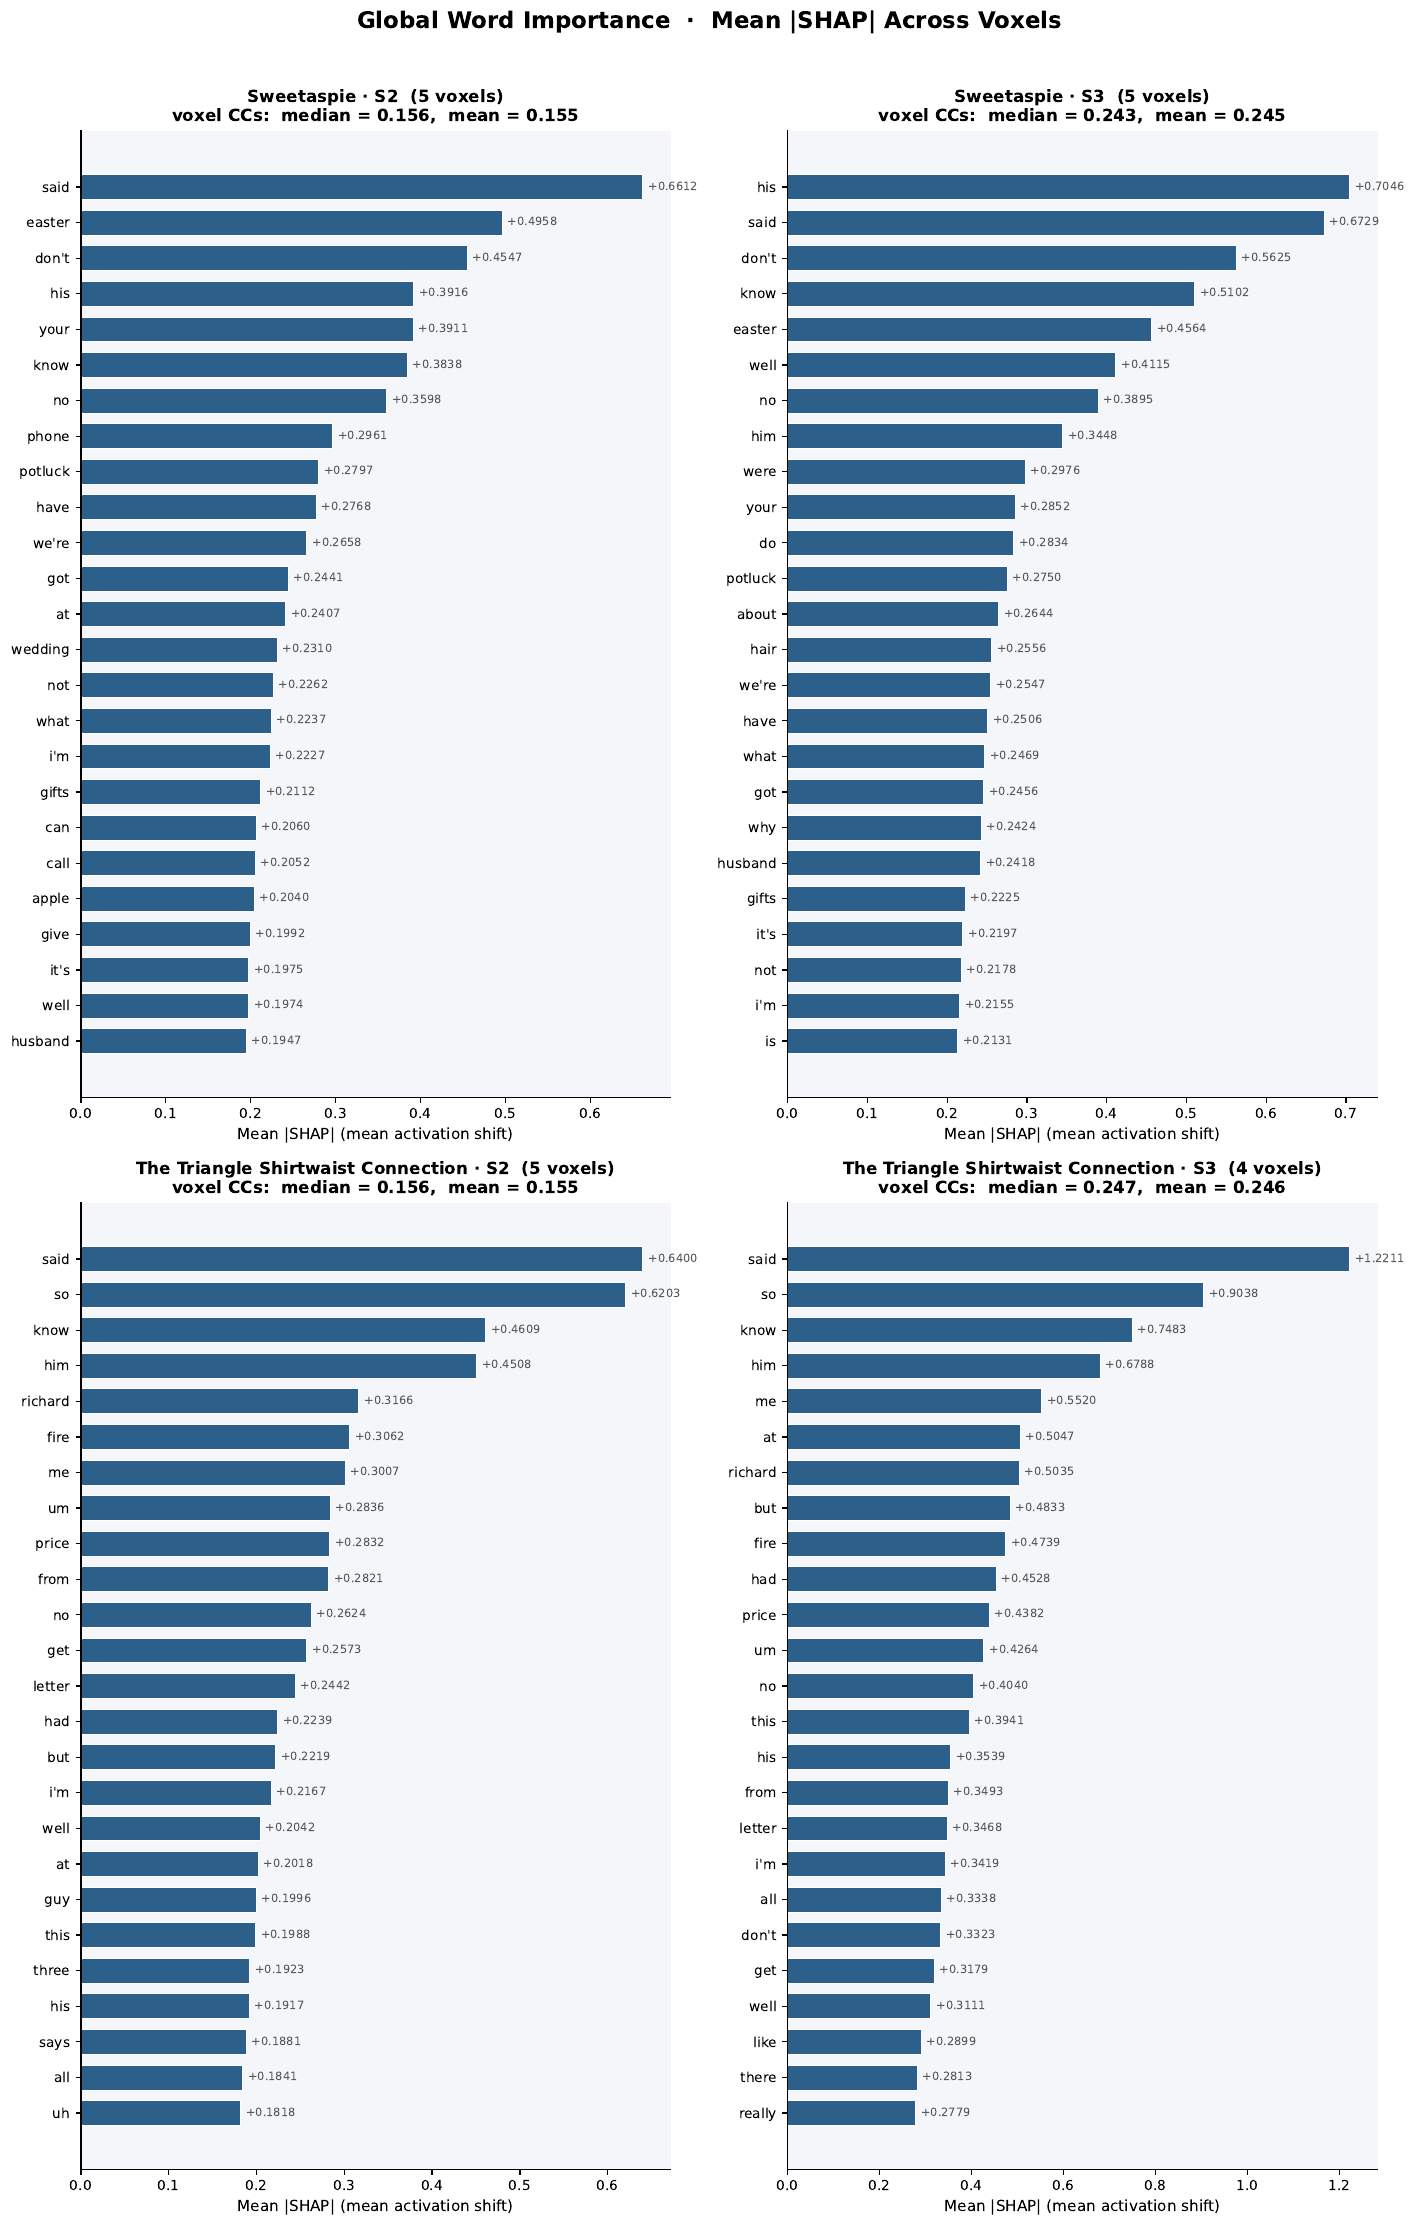 Global Word Importance · Mean |SHAP| Across Voxels
Sweetaspie · S2 (5 voxels)
voxel CCs: median = 0.156, mean = 0.155
said +0.6612
easter +0.4958
don't +0.4547
his +0.3916
your +0.3911
know +0.3838
no +0.3598
phone +0.2961
potluck +0.2797
have +0.2768
we're +0.2658
got +0.2441
at +0.2407
wedding +0.2310
not +0.2262
what +0.2237
i'm +0.2227
gifts +0.2112
can +0.2060
call +0.2052
apple +0.2040
give +0.1992
it's +0.1975
well +0.1974
husband +0.1947
0.0 0.1 0.2 0.3 0.4 0.5 0.6
Mean |SHAP| (mean activation shift)
Sweetaspie · S3 (5 voxels)
voxel CCs: median = 0.243, mean = 0.245
his +0.7046
said +0.6729
don't +0.5625
know +0.5102
easter +0.4564
well +0.4115
no +0.3895
him +0.3448
were +0.2976
your +0.2852
do +0.2834
potluck +0.2750
about +0.2644
hair +0.2556
we're +0.2547
have +0.2506
what +0.2469
got +0.2456
why +0.2424
husband +0.2418
gifts +0.2225
it's +0.2197
not +0.2178
i'm +0.2155
is +0.2131
0.0 0.1 0.2 0.3 0.4 0.5 0.6 0.7
Mean |SHAP| (mean activation shift)
The Triangle Shirtwaist Connection · S2 (5 voxels)
voxel CCs: median = 0.156, mean = 0.155
said +0.6400
so +0.6203
know +0.4609
him +0.4508
richard +0.3166
fire +0.3062
me +0.3007
um +0.2836
price +0.2832
from +0.2821
no +0.2624
get +0.2573
letter +0.2442
had +0.2239
but +0.2219
i'm +0.2167
well +0.2042
at +0.2018
guy +0.1996
this +0.1988
three +0.1923
his +0.1917
says +0.1881
all +0.1841
uh +0.1818
0.0 0.1 0.2 0.3 0.4 0.5 0.6
Mean |SHAP| (mean activation shift)
The Triangle Shirtwaist Connection · S3 (4 voxels)
voxel CCs: median = 0.247, mean = 0.246
said +1.2211
so +0.9038
know +0.7483
him +0.6788
me +0.5520
at +0.5047
richard +0.5035
but +0.4833
fire +0.4739
had +0.4528
price +0.4382
um +0.4264
no +0.4040
this +0.3941
his +0.3539
from +0.3493
letter +0.3468
i'm +0.3419
all +0.3338
don't +0.3323
get +0.3179
well +0.3111
like +0.2899
there +0.2813
really +0.2779
0.0 0.2 0.4 0.6 0.8 1.0 1.2
Mean |SHAP| (mean activation shift)